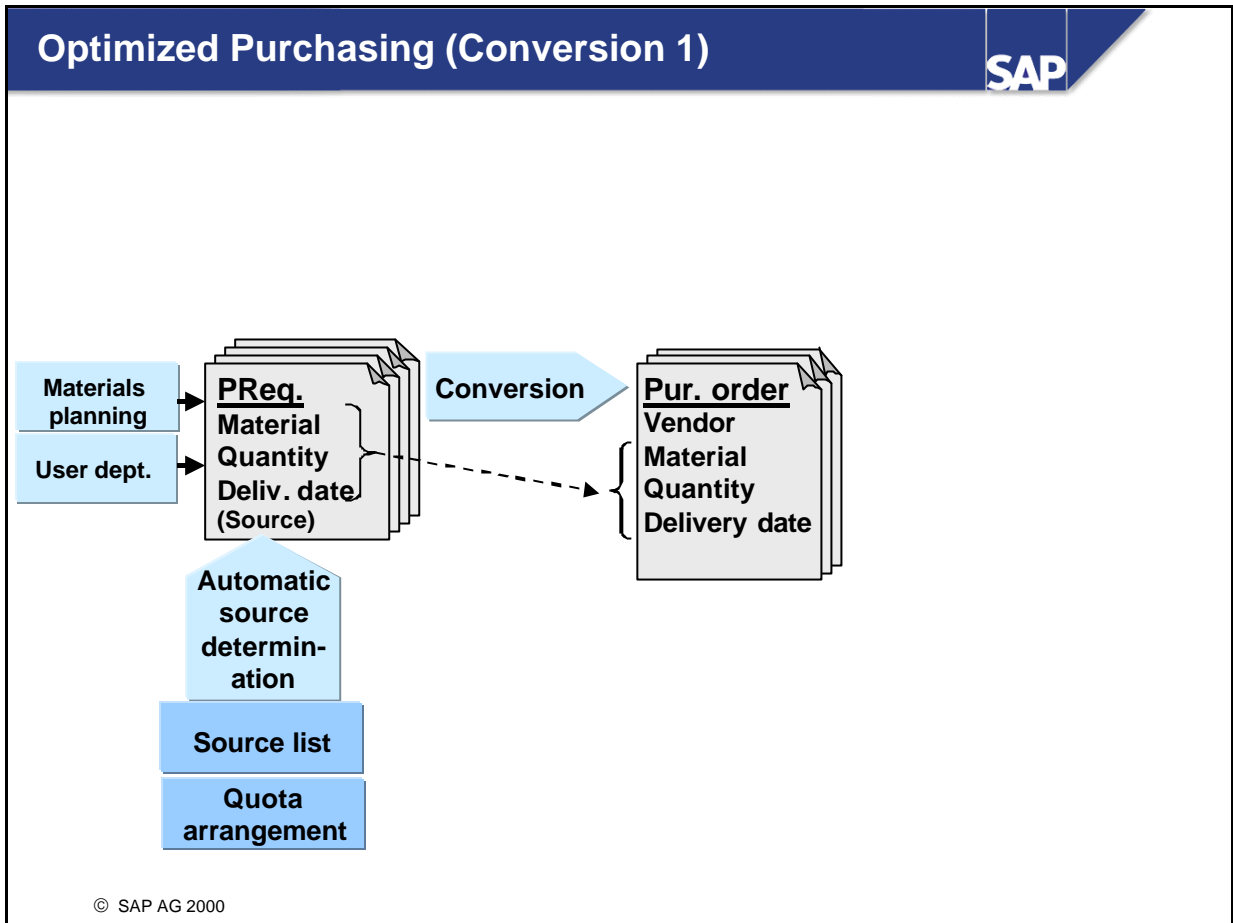 Optimized Purchasing (Conversion 1)
SAP
Materials
planning
User dept.
PReq.
Material
Quantity
Deliv. date
(Source)
Conversion
Pur. order
Vendor
Material
Quantity
Delivery date
Automatic
source
determin-
ation
Source list
Quota
arrangement
© SAP AG 2000